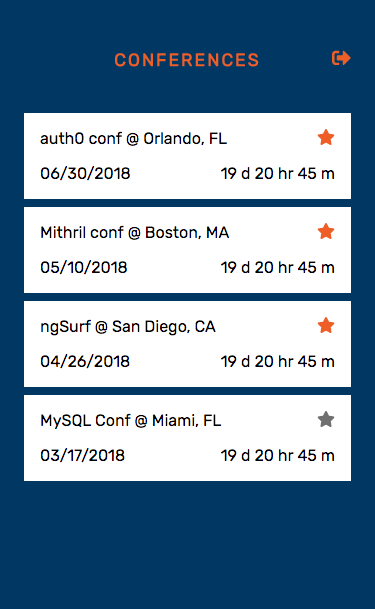 CONFERENCES
auth0 conf @ Orlando, FL
06/30/2018 19 d 20 hr 45 m
Mithril conf @ Boston, MA
05/10/2018 19 d 20 hr 45 m
ngSurf @ San Diego, CA
04/26/2018 19 d 20 hr 45 m
MySQL Conf @ Miami, FL
03/17/2018 19 d 20 hr 45 m